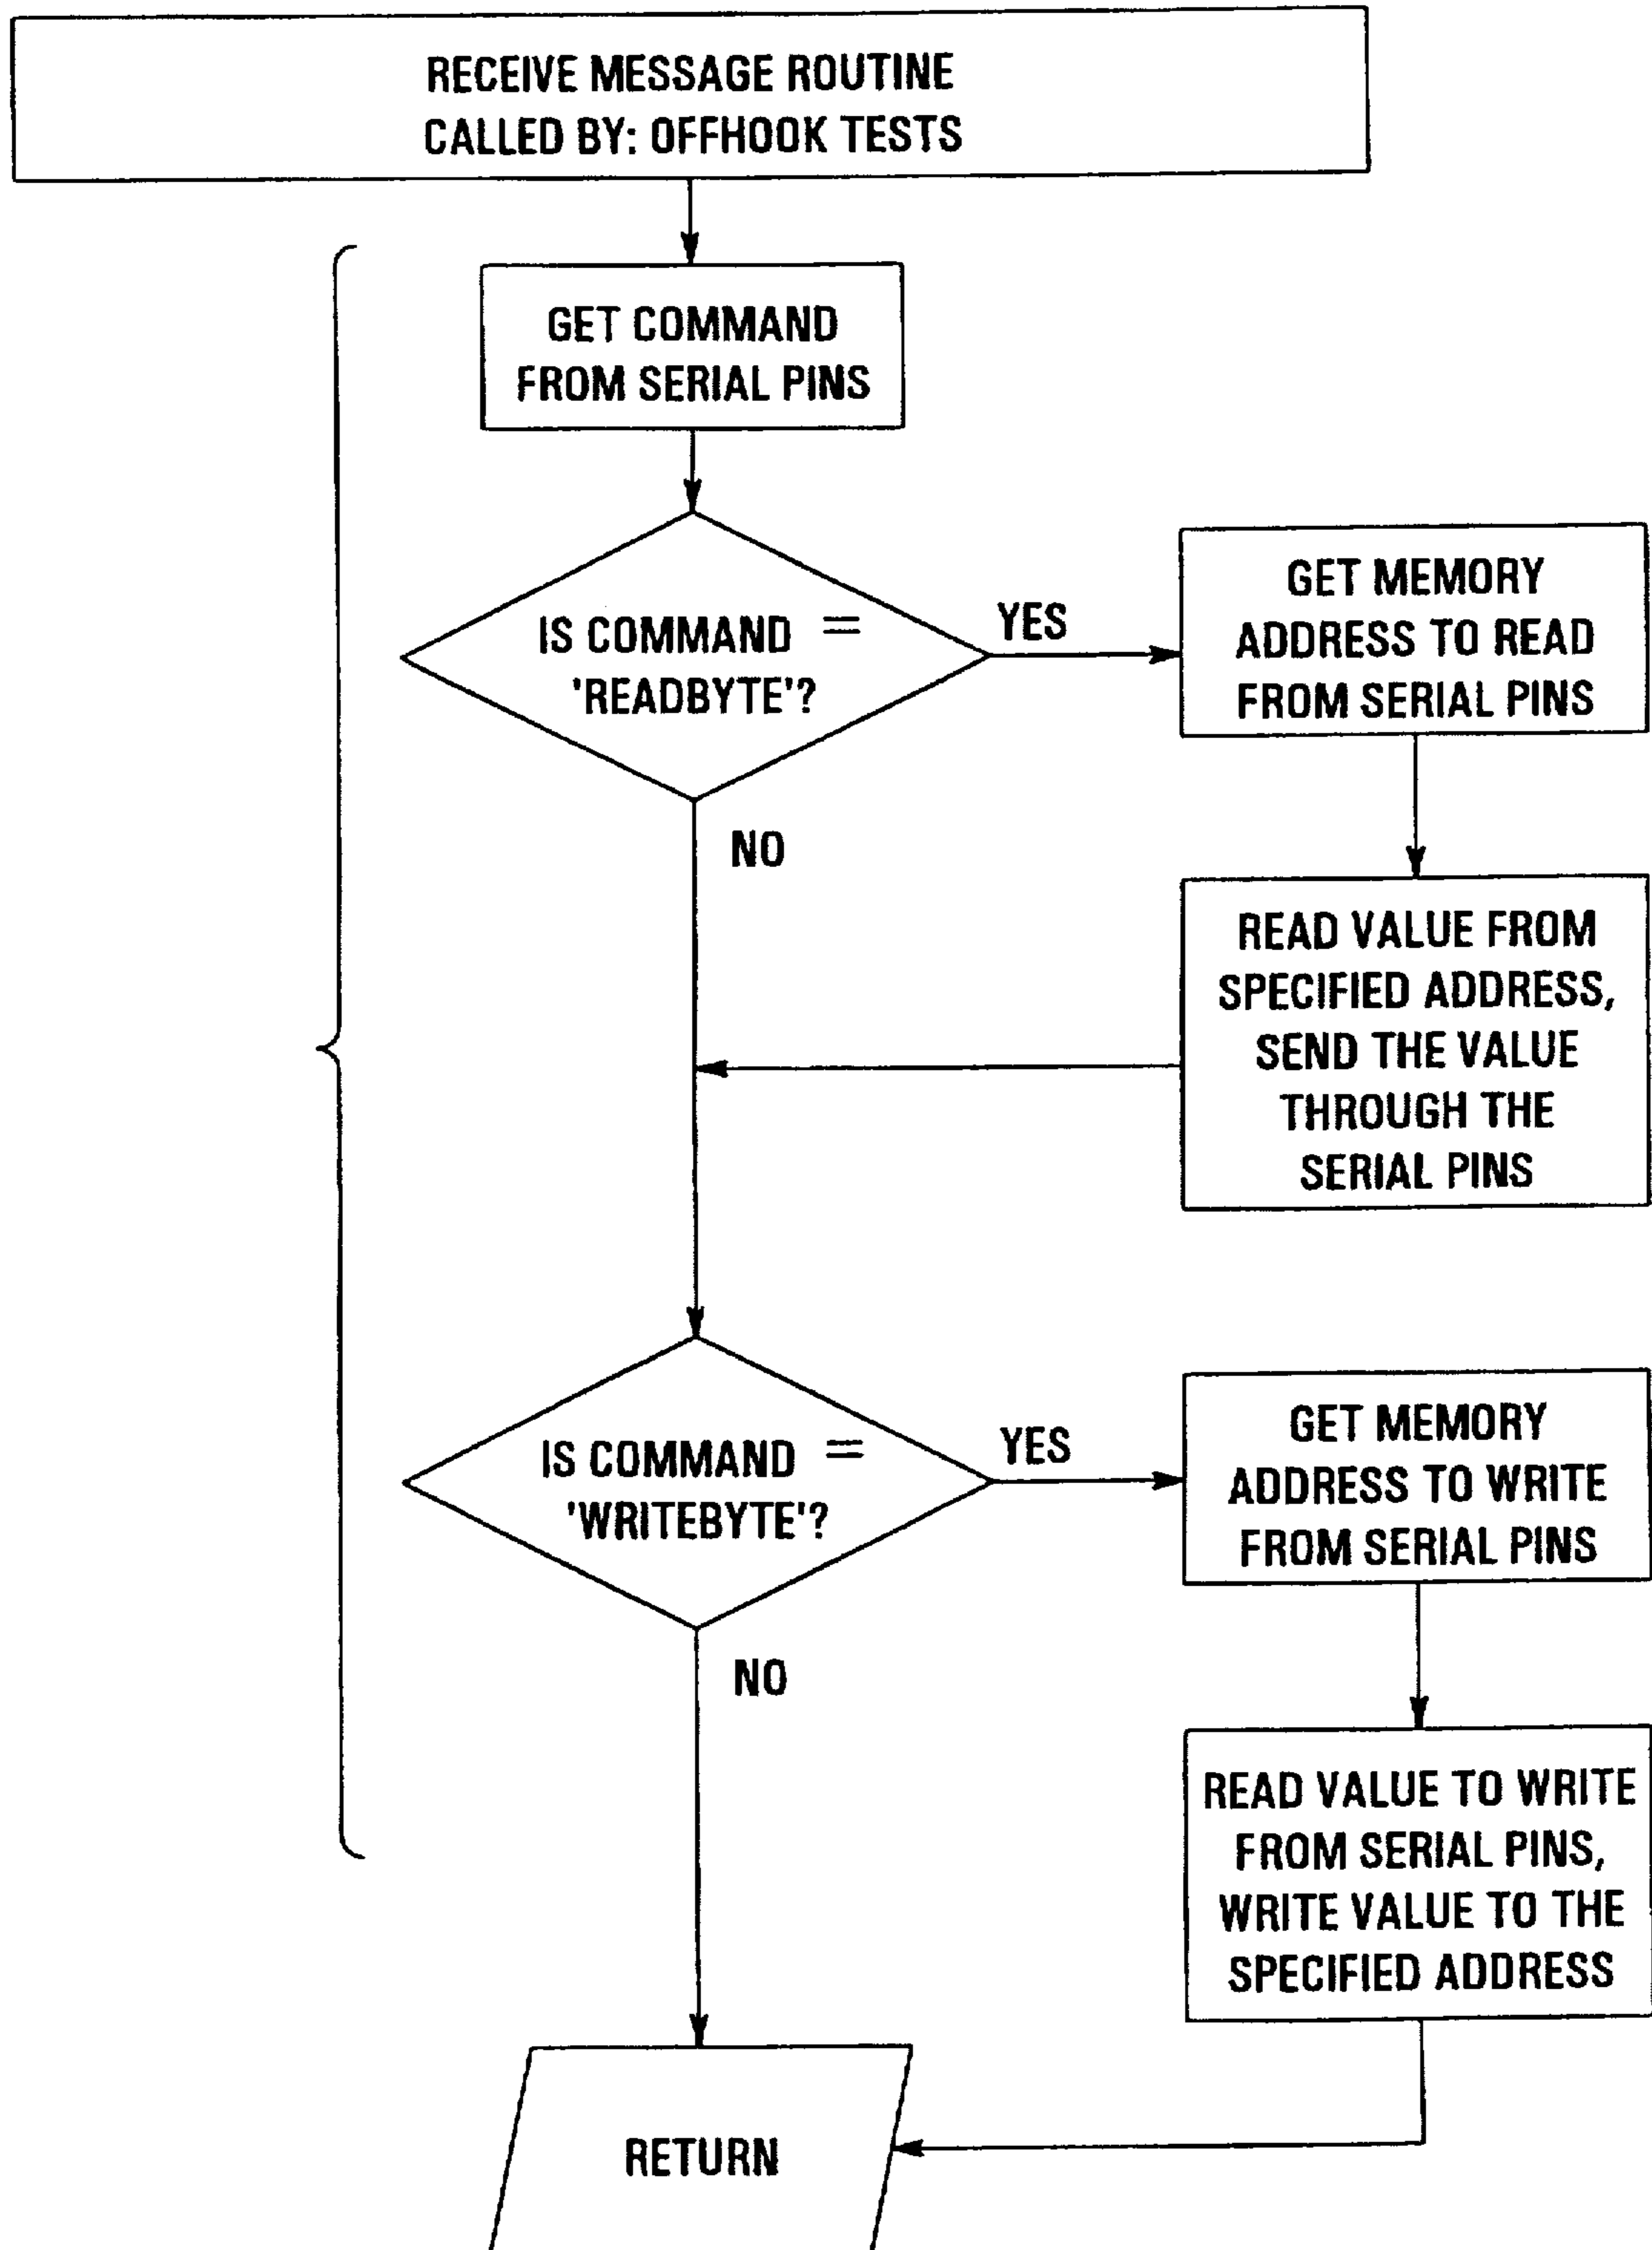 RECEIVE MESSAGE ROUTINE
CALLED BY: OFFHOOK TESTS
GET COMMAND
FROM SERIAL PINS
IS COMMAND =
'READBYTE'?
YES
GET MEMORY
ADDRESS TO READ
FROM SERIAL PINS
NO
READ VALUE FROM
SPECIFIED ADDRESS,
SEND THE VALUE
THROUGH THE
SERIAL PINS
IS COMMAND =
'WRITEBYTE'?
YES
GET MEMORY
ADDRESS TO WRITE
FROM SERIAL PINS
NO
READ VALUE TO WRITE
FROM SERIAL PINS,
WRITE VALUE TO THE
SPECIFIED ADDRESS
RETURN